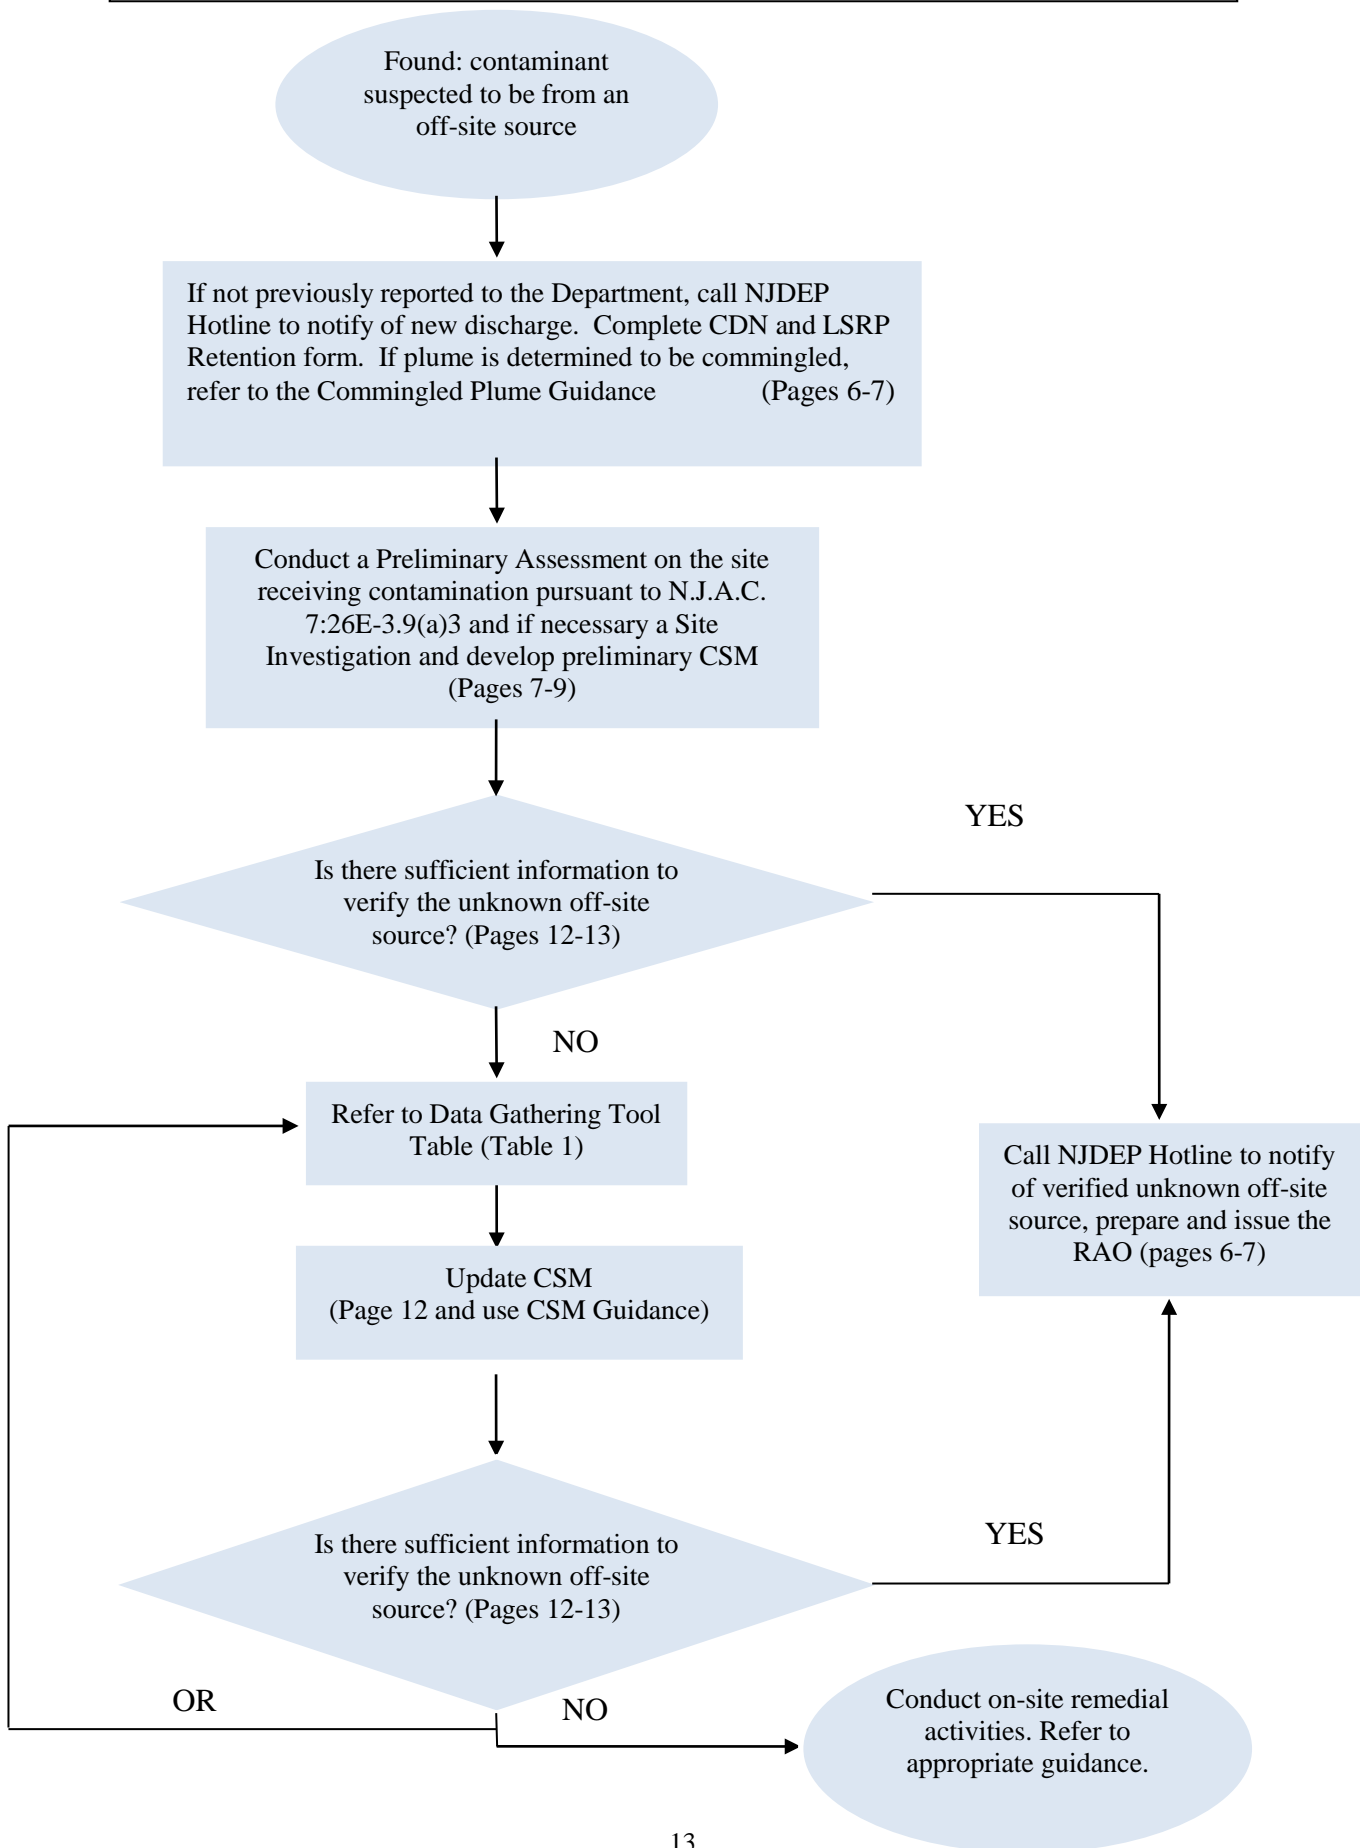 Found: contaminant
suspected to be from an
off-site source
If not previously reported to the Department, call NJDEP
Hotline to notify of new discharge.  Complete CDN and LSRP
Retention form.  If plume is determined to be commingled,
refer to the Commingled Plume Guidance (Pages 6-7)
Conduct a Preliminary Assessment on the site
receiving contamination pursuant to N.J.A.C.
7:26E-3.9(a)3 and if necessary a Site
Investigation and develop preliminary CSM
(Pages 7-9)
YES
Is there sufficient information to
verify the unknown off-site
source? (Pages 12-13)
NO
Refer to Data Gathering Tool
Table (Table 1)
Call NJDEP Hotline to notify
of verified unknown off-site
source, prepare and issue the
RAO (pages 6-7)
Update CSM
(Page 12 and use CSM Guidance)
YES
Is there sufficient information to
verify the unknown off-site
source? (Pages 12-13)
OR
NO
Conduct on-site remedial
activities. Refer to
appropriate guidance.
13